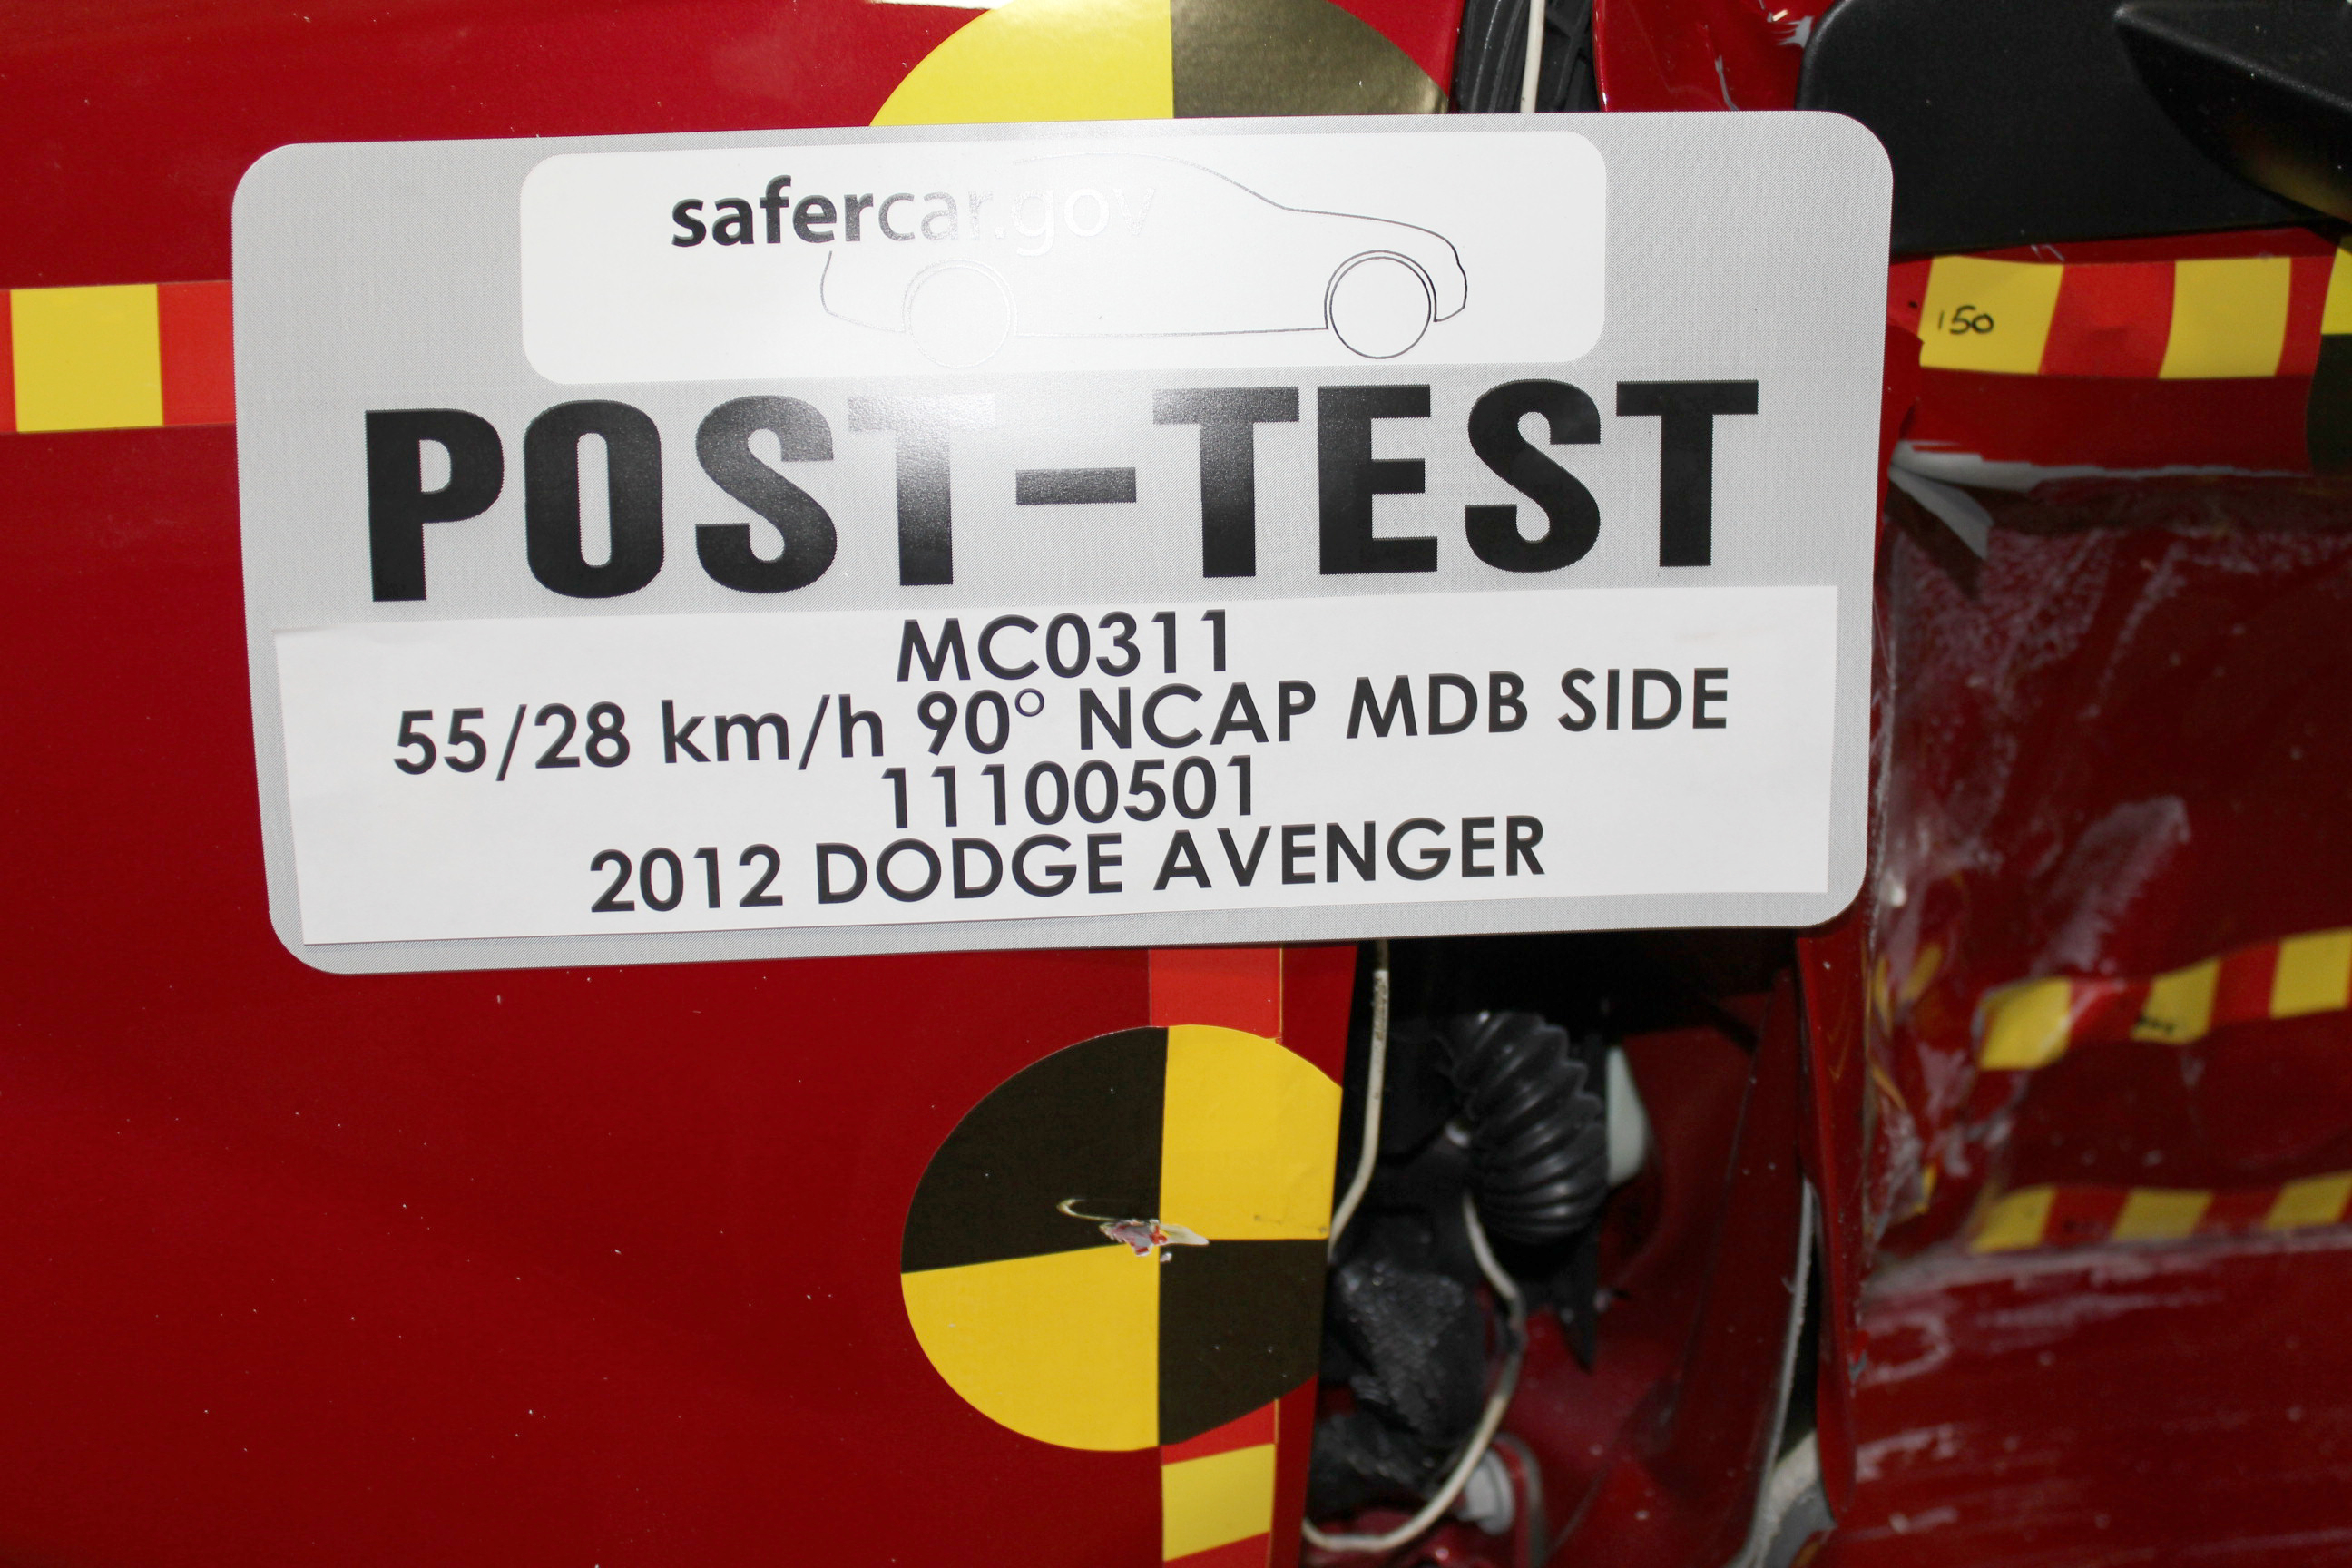 safercar.gov
POST-TEST
MC0311
55/28 km/h 90° NCAP MDB SIDE
11100501
2012 DODGE AVENGER
150